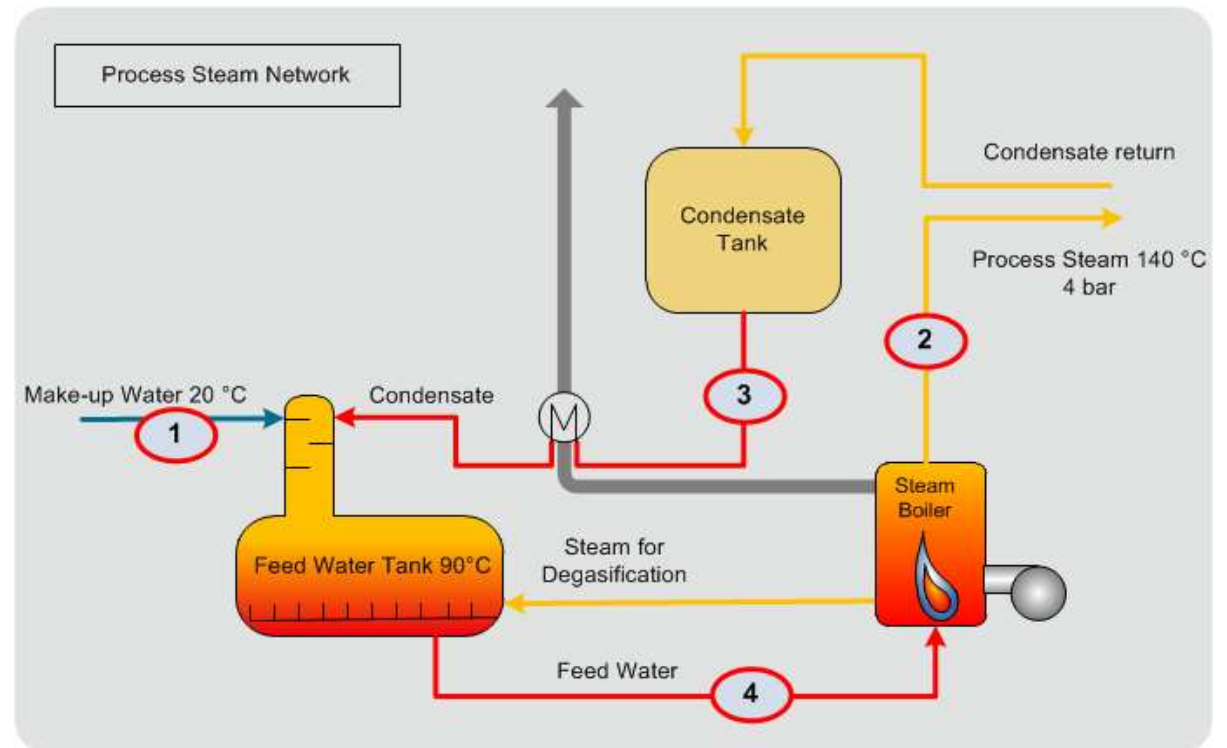 Process Steam Network
Condensate return
Condensate
Tank
Process Steam 140 °C
4 bar
2
Make-up Water 20 °C
Condensate
3
1
Steam
Boiler
Feed Water Tank 90°C
Steam for
Degasification
Feed Water
4